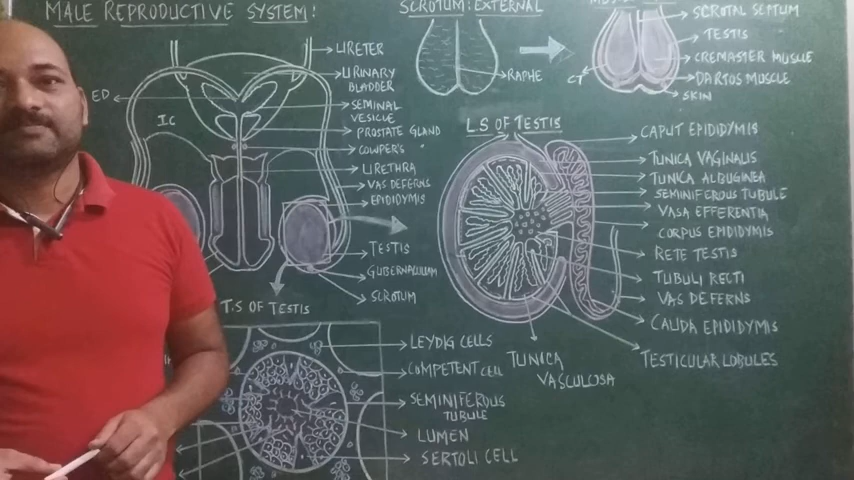 MALE REPRODUCTIVE SYSTEM:
URETER
URINARY
BLADDER
ED
I.C
SEMINAL
VESICLE
PROSTATE GLAND
COWPER'S "
URETHRA
VAS DEFERNS
EPIDIDYMIS
TESTIS
GUBERNACULUM
SCROTUM
SCROTUM: EXTERNAL
RAPHE
SCROTAL SEPTUM
TESTIS
CREMASTER MUSCLE
DARTOS MUSCLE
CT
SKIN
L.S OF TESTIS
CAPUT EPIDIDYMIS
TUNICA VAGINALIS
TUNICA ALBUGINEA
SEMINIFEROUS TUBULE
VASA EFFERENTIA
CORPUS EPIDIDYMIS
RETE TESTIS
TUBULI RECTI
VAS DEFERNS
CAUDA EPIDIDYMIS
TESTICULAR LOBULES
TUNICA
VASCULOSA
T.S OF TESTIS
LEYDIG CELLS
COMPETENT CELL
SEMINIFEROUS
TUBULE
LUMEN
SERTOLI CELL